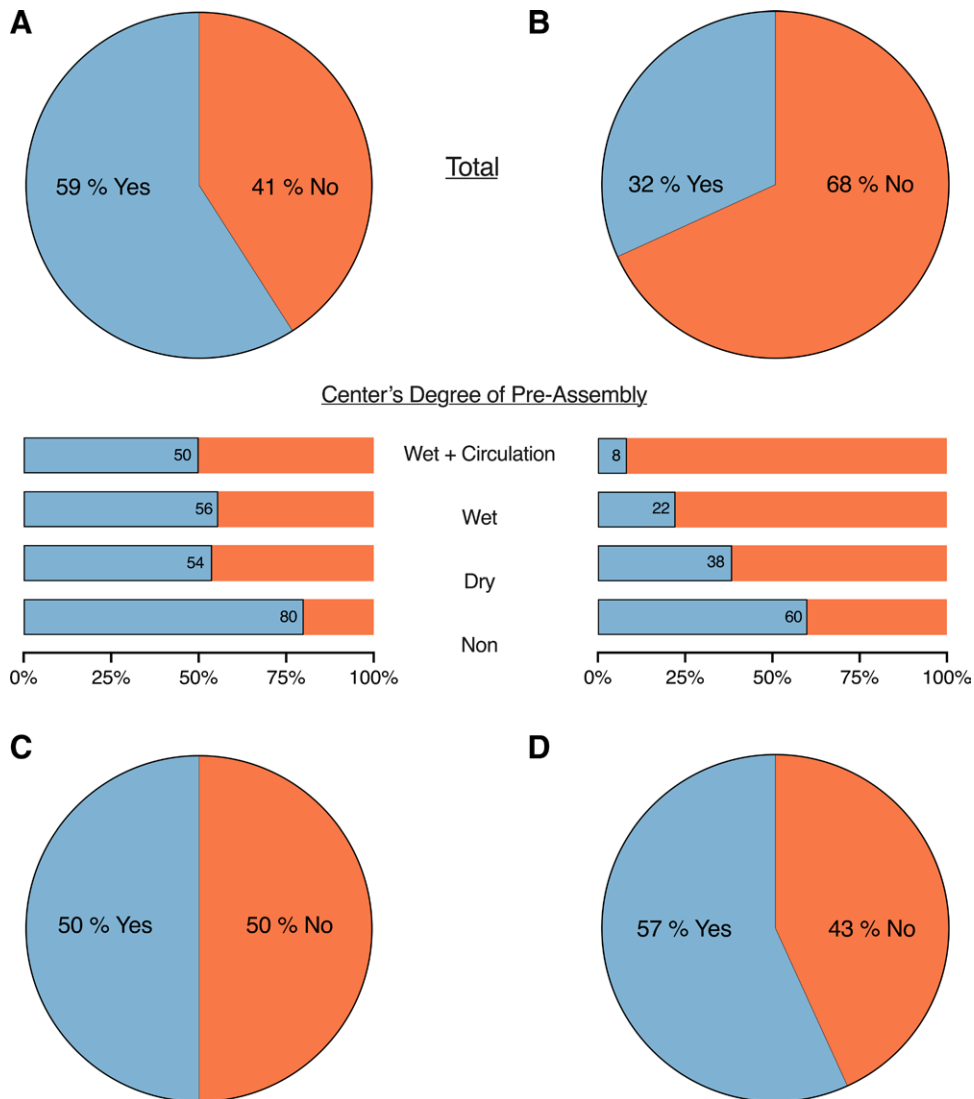 A
B
59 % Yes
41 % No
Total
32 % Yes
68 % No
Center’s Degree of Pre-Assembly
50
Wet + Circulation
8
56
Wet
22
54
Dry
38
80
Non
60
0%
25%
50%
75%
100%
0%
25%
50%
75%
100%
C
D
50 % Yes
50 % No
57 % Yes
43 % No